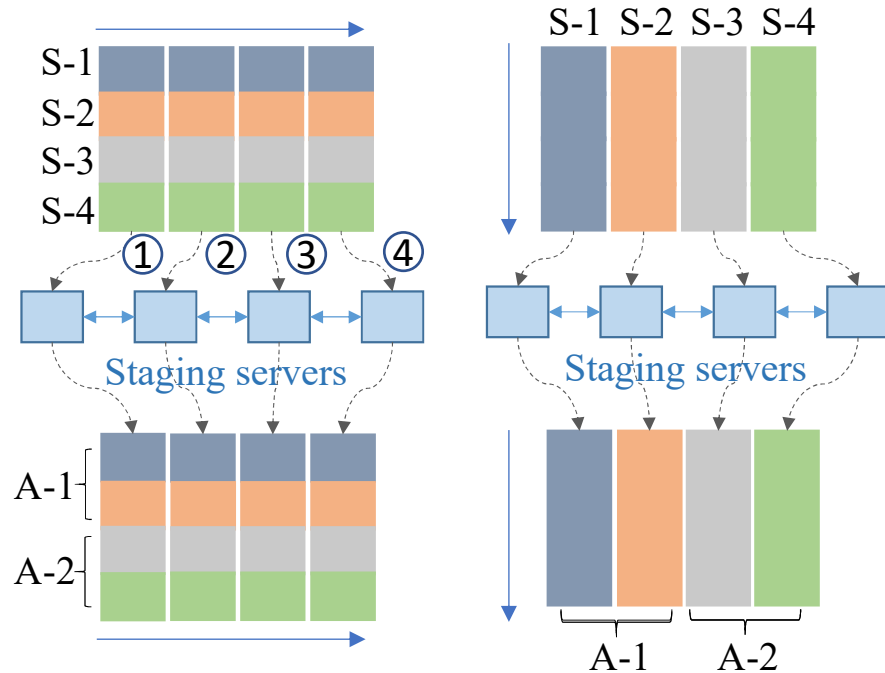 S-1
S-2
S-3
S-4
1 2 3 4
Staging servers
A-1
A-2
S-1 S-2 S-3 S-4
Staging servers
A-1 A-2